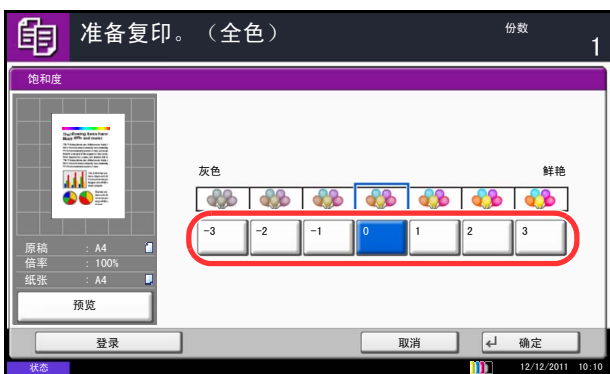 准备复印。（全色）
份数
1
饱和度
灰色
鲜艳
-3
-2
-1
0
1
2
3
原稿 : A4
倍率 : 100%
纸张 : A4
预览
登录
取消
确定
状态
12/12/2011 10:10